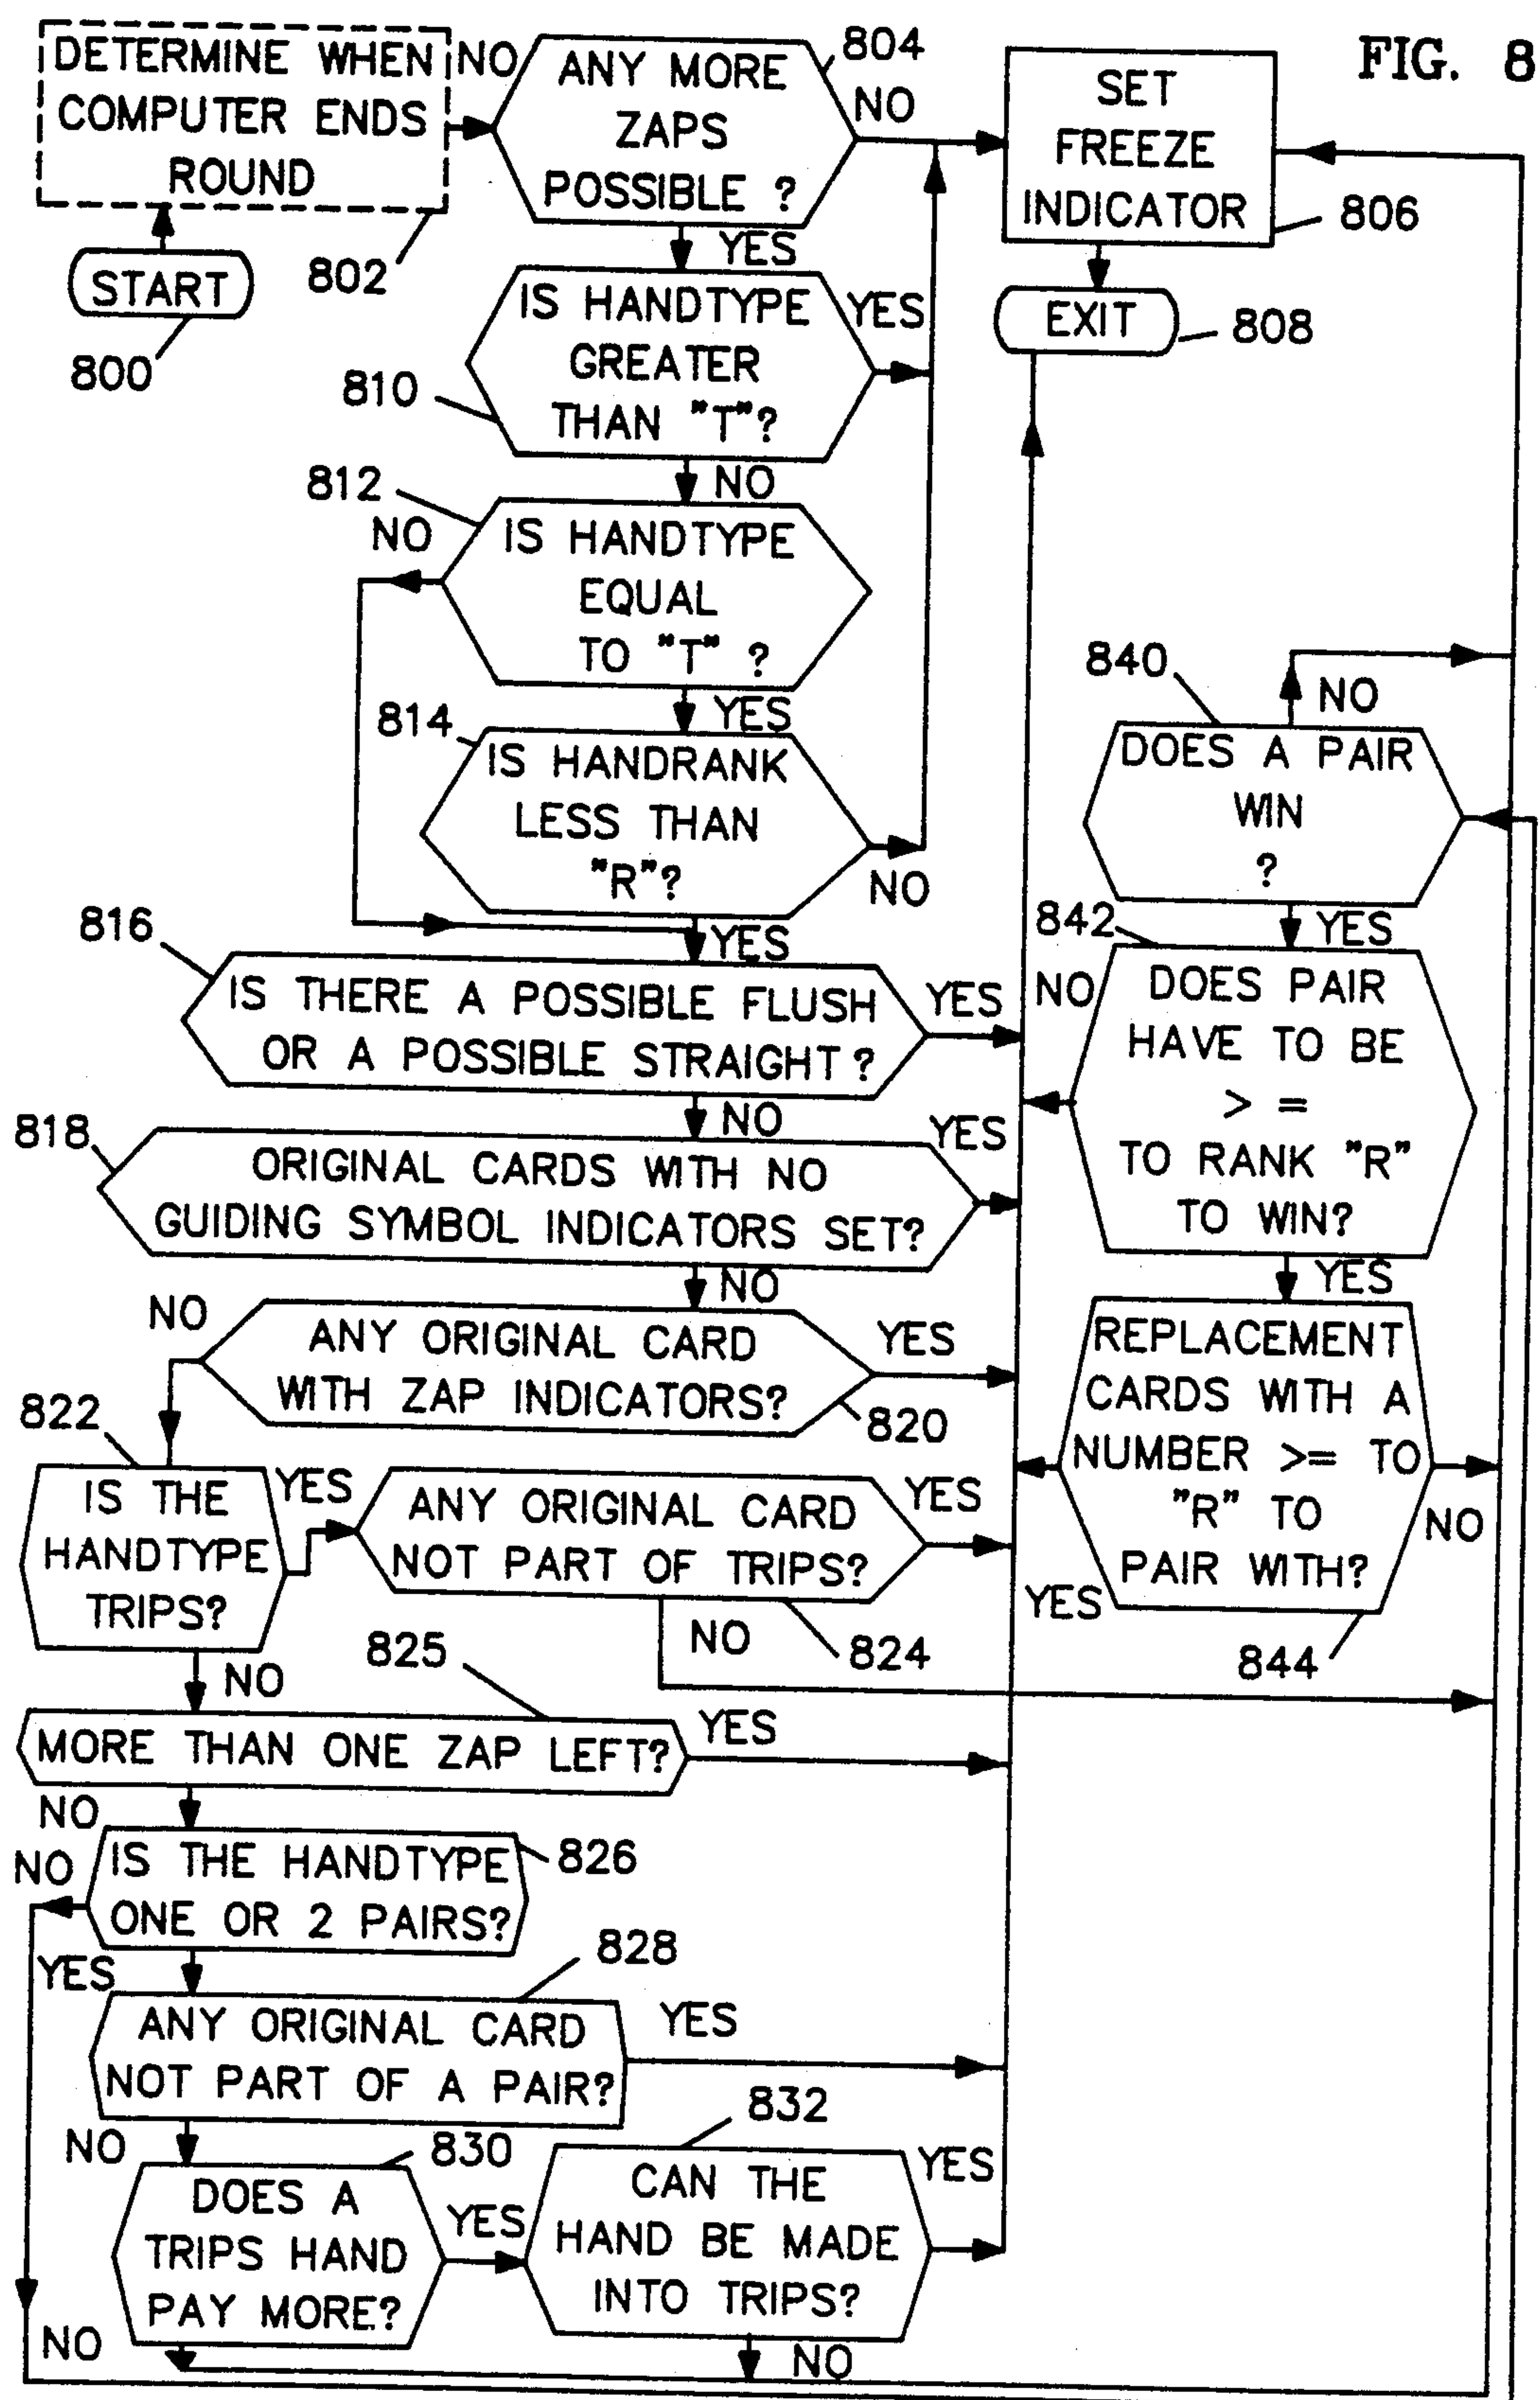 FIG. 8
DETERMINE WHEN
COMPUTER ENDS
ROUND
802
START
800
NO
ANY MORE
ZAPS
POSSIBLE ?
804
NO
YES
SET
FREEZE
INDICATOR
806
EXIT
808
IS HANDTYPE
GREATER
THAN "T"?
810
YES
NO
812
NO
IS HANDTYPE
EQUAL
TO "T" ?
YES
814
IS HANDRANK
LESS THAN
"R"?
NO
YES
816
IS THERE A POSSIBLE FLUSH
OR A POSSIBLE STRAIGHT ?
YES
NO
818
ORIGINAL CARDS WITH NO
GUIDING SYMBOL INDICATORS SET?
YES
NO
NO
ANY ORIGINAL CARD
WITH ZAP INDICATORS?
YES
820
822
IS THE
HANDTYPE
TRIPS?
YES
NO
ANY ORIGINAL CARD
NOT PART OF TRIPS?
YES
NO
824
825
MORE THAN ONE ZAP LEFT?
YES
NO
NO
IS THE HANDTYPE
ONE OR 2 PAIRS?
826
YES
828
ANY ORIGINAL CARD
NOT PART OF A PAIR?
YES
NO
830
DOES A
TRIPS HAND
PAY MORE?
YES
NO
832
CAN THE
HAND BE MADE
INTO TRIPS?
YES
NO
840
NO
DOES A PAIR
WIN
?
YES
842
NO
DOES PAIR
HAVE TO BE
> =
TO RANK "R"
TO WIN?
YES
REPLACEMENT
CARDS WITH A
NUMBER >= TO
"R" TO
PAIR WITH?
NO
YES
844